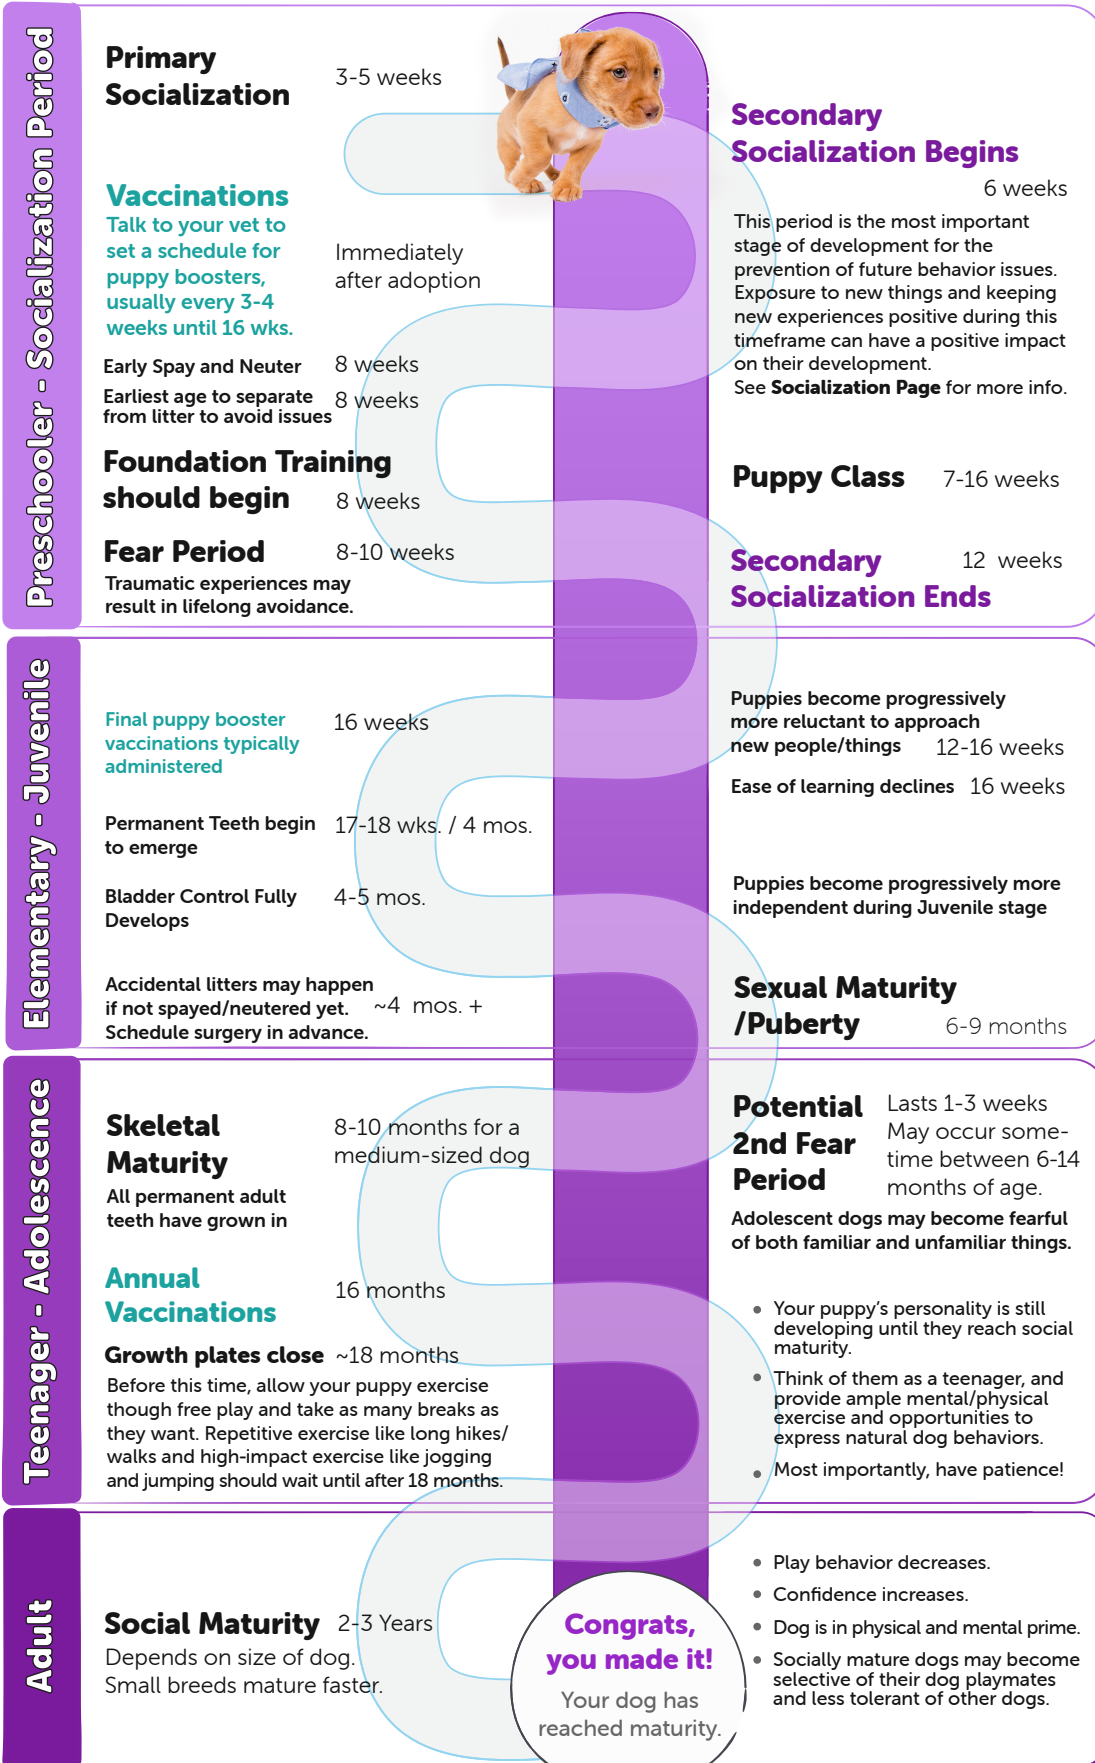 Preschooler - Socialization Period
Primary
Socialization
3-5 weeks
Secondary
Socialization Begins
6 weeks
This period is the most important
stage of development for the
prevention of future behavior issues.
Exposure to new things and keeping
new experiences positive during this
timeframe can have a positive impact
on their development.
See Socialization Page for more info.
Vaccinations
Talk to your vet to
set a schedule for
puppy boosters,
usually every 3-4
weeks until 16 wks.
Immediately
after adoption
Early Spay and Neuter
8 weeks
Earliest age to separate
from litter to avoid issues
8 weeks
Foundation Training
should begin
8 weeks
Puppy Class
7-16 weeks
Fear Period
8-10 weeks
Traumatic experiences may
result in lifelong avoidance.
Secondary
Socialization Ends
12 weeks
Elementary - Juvenile
Final puppy booster
vaccinations typically
administered
16 weeks
Puppies become progressively
more reluctant to approach
new people/things
12-16 weeks
Ease of learning declines
16 weeks
Permanent Teeth begin
to emerge
17-18 wks. / 4 mos.
Bladder Control Fully
Develops
4-5 mos.
Puppies become progressively more
independent during Juvenile stage
Accidental litters may happen
if not spayed/neutered yet.
Schedule surgery in advance.
~4 mos. +
Sexual Maturity
/Puberty
6-9 months
Teenager - Adolescence
Skeletal
Maturity
8-10 months for a
medium-sized dog
All permanent adult
teeth have grown in
Potential
2nd Fear
Period
Lasts 1-3 weeks
May occur some-
time between 6-14
months of age.
Adolescent dogs may become fearful
of both familiar and unfamiliar things.
Annual
Vaccinations
16 months
Growth plates close
~18 months
Before this time, allow your puppy exercise
though free play and take as many breaks as
they want. Repetitive exercise like long hikes/
walks and high-impact exercise like jogging
and jumping should wait until after 18 months.
• Your puppy's personality is still
developing until they reach social
maturity.
• Think of them as a teenager, and
provide ample mental/physical
exercise and opportunities to
express natural dog behaviors.
• Most importantly, have patience!
Adult
Social Maturity
2-3 Years
Depends on size of dog.
Small breeds mature faster.
Congrats,
you made it!
Your dog has
reached maturity.
• Play behavior decreases.
• Confidence increases.
• Dog is in physical and mental prime.
• Socially mature dogs may become
selective of their dog playmates
and less tolerant of other dogs.